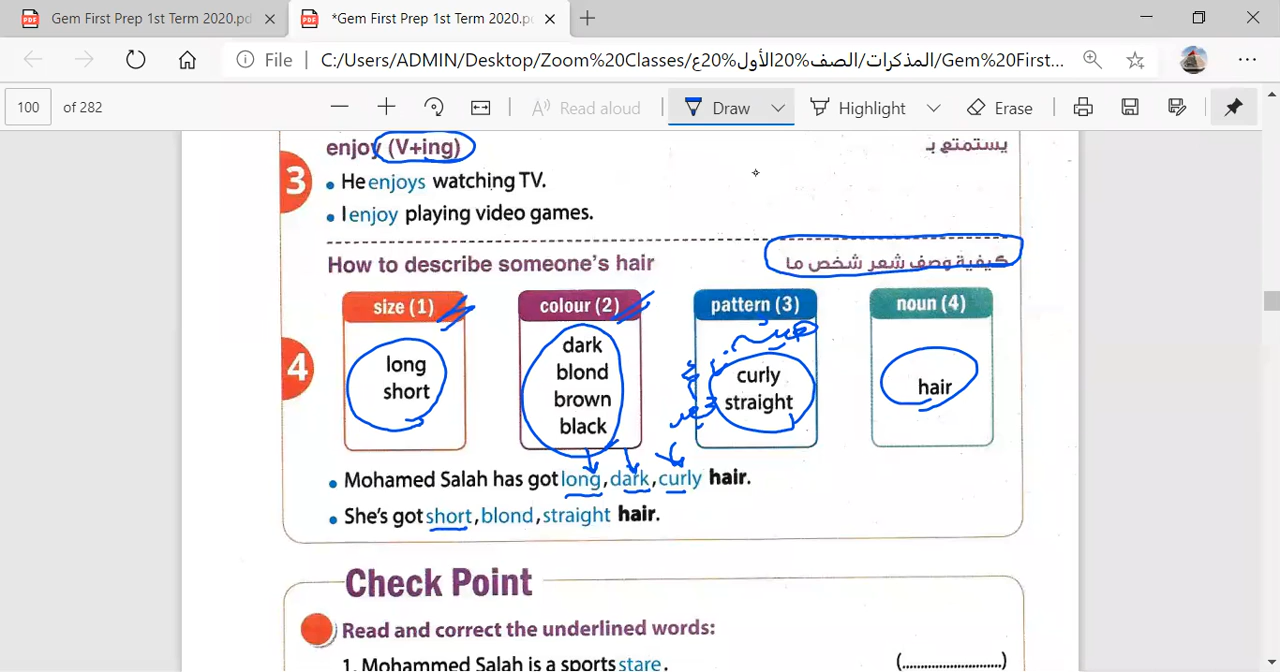 Gem First Prep 1st Term 2020.pd
*Gem First Prep 1st Term 2020.p
File
C:/Users/ADMIN/Desktop/Zoom%20Classes/المذكرات/الصف%20الأول%20ع/Gem%20First...
100 of 282
Read aloud
Draw
Highlight
Erase
enjoy (V+ing)
يستمتع بـ
3
• He enjoys watching TV.
• I enjoy playing video games.
How to describe someone's hair
كيفية وصف شعر شخص ما
4
size (1)
colour (2)
pattern (3)
noun (4)
long
short
dark
blond
brown
black
curly
straight
hair
• Mohamed Salah has got long, dark, curly hair.
• She's got short, blond, straight hair.
Check Point
Read and correct the underlined words:
1. Mohammed Salah is a sports stare.
(.......................)